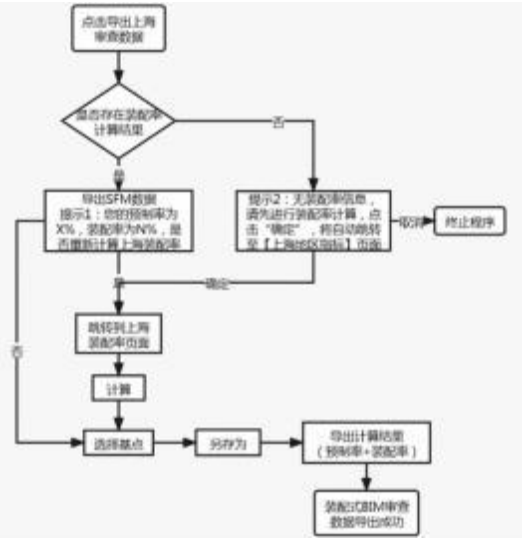 点击导出上海
审查数据
是否存在装配率
计算结果
否
是
导出SFM数据
提示1：您的预制率为
X%，装配率为N%，是
否重新计算上海装配率
提示2：无装配率信息，
请先进行装配率计算，点
击“确定”，将自动跳转
至【上海地区指标】页面
取消
终止程序
是
确定
跳转到上海
装配率页面
否
计算
选择基点
另存为
导出计算结果
（预制率+装配率）
装配式BIM审查
数据导出成功